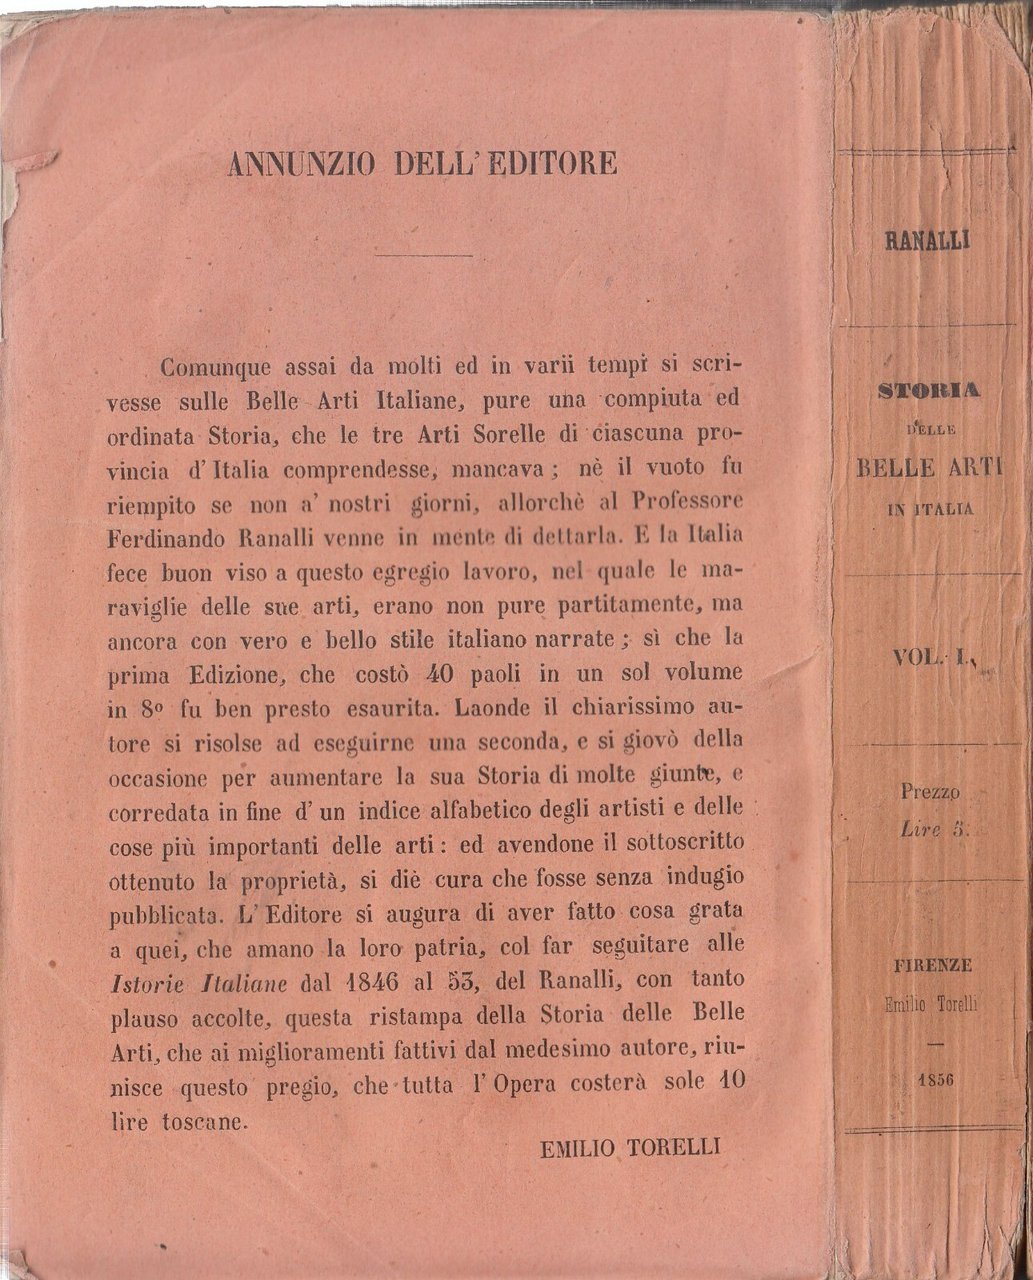 ANNUNZIO DELL' EDITORE
Comunque assai da molti ed in varii tempi si scri-
vesse sulle Belle Arti Italiane, pure una compiuta ed
ordinata Storia, che le tre Arti Sorelle di ciascuna pro-
vincia d' Italia comprendesse, mancava ; nè il vuoto fu
riempito se non a' nostri giorni, allorchè al Professore
Ferdinando Ranalli venne in mente di dettarla. E la Italia
fece buon viso a questo egregio lavoro, nel quale le ma-
raviglie delle sue arti, erano non pure partitamente, ma
ancora con vero e bello stile italiano narrate ; sì che la
prima Edizione, che costò 40 paoli in un sol volume
in 8º fu ben presto esaurita. Laonde il chiarissimo au-
tore si risolse ad eseguirne una seconda, e si giovò della
occasione per aumentare la sua Storia di molte giunte, e
corredata in fine d' un indice alfabetico degli artisti e delle
cose più importanti delle arti : ed avendone il sottoscritto
ottenuto la proprietà, si diè cura che fosse senza indugio
pubblicata. L' Editore si augura di aver fatto cosa grata
a quei, che amano la loro patria, col far seguitare alle
Istorie Italiane dal 1846 al 53, del Ranalli, con tanto
plauso accolte, questa ristampa della Storia delle Belle
Arti, che ai miglioramenti fattivi dal medesimo autore, riu-
nisce questo pregio, che tutta l' Opera costerà sole 10
lire toscane.
EMILIO TORELLI
RANALLI
STORIA
DELLE
BELLE ARTI
IN ITALIA
VOL. I.
Prezzo
Lire 5.
FIRENZE
Emilio Torelli
—
1856